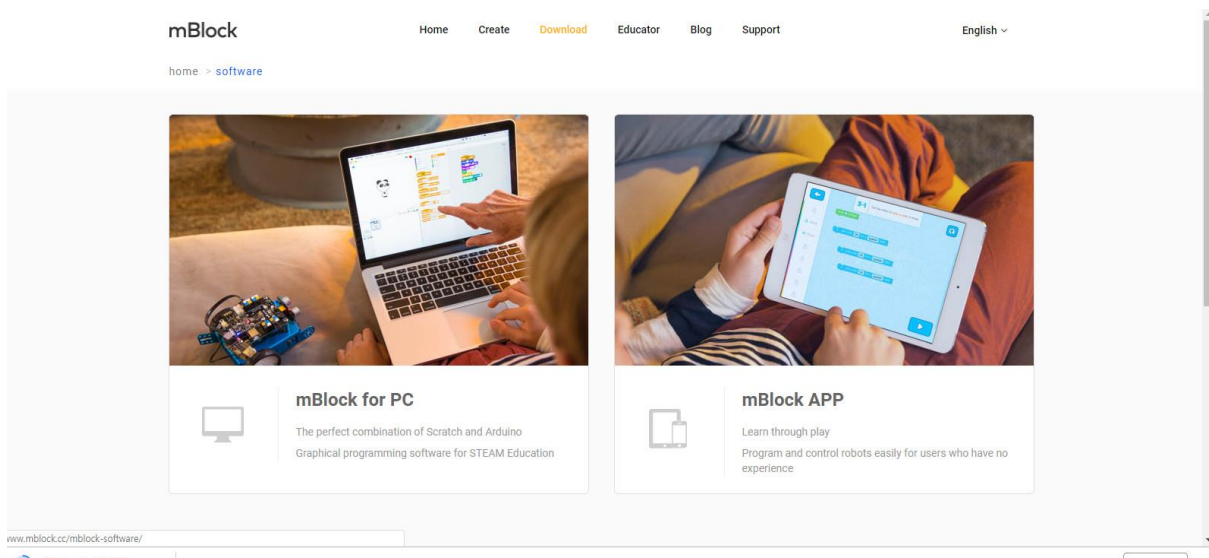 mBlock
Home Create Download Educator Blog Support English
home > software
mBlock for PC
The perfect combination of Scratch and Arduino
Graphical programming software for STEAM Education
mBlock APP
Learn through play
Program and control robots easily for users who have no
experience
www.mblock.cc/mblock-software/